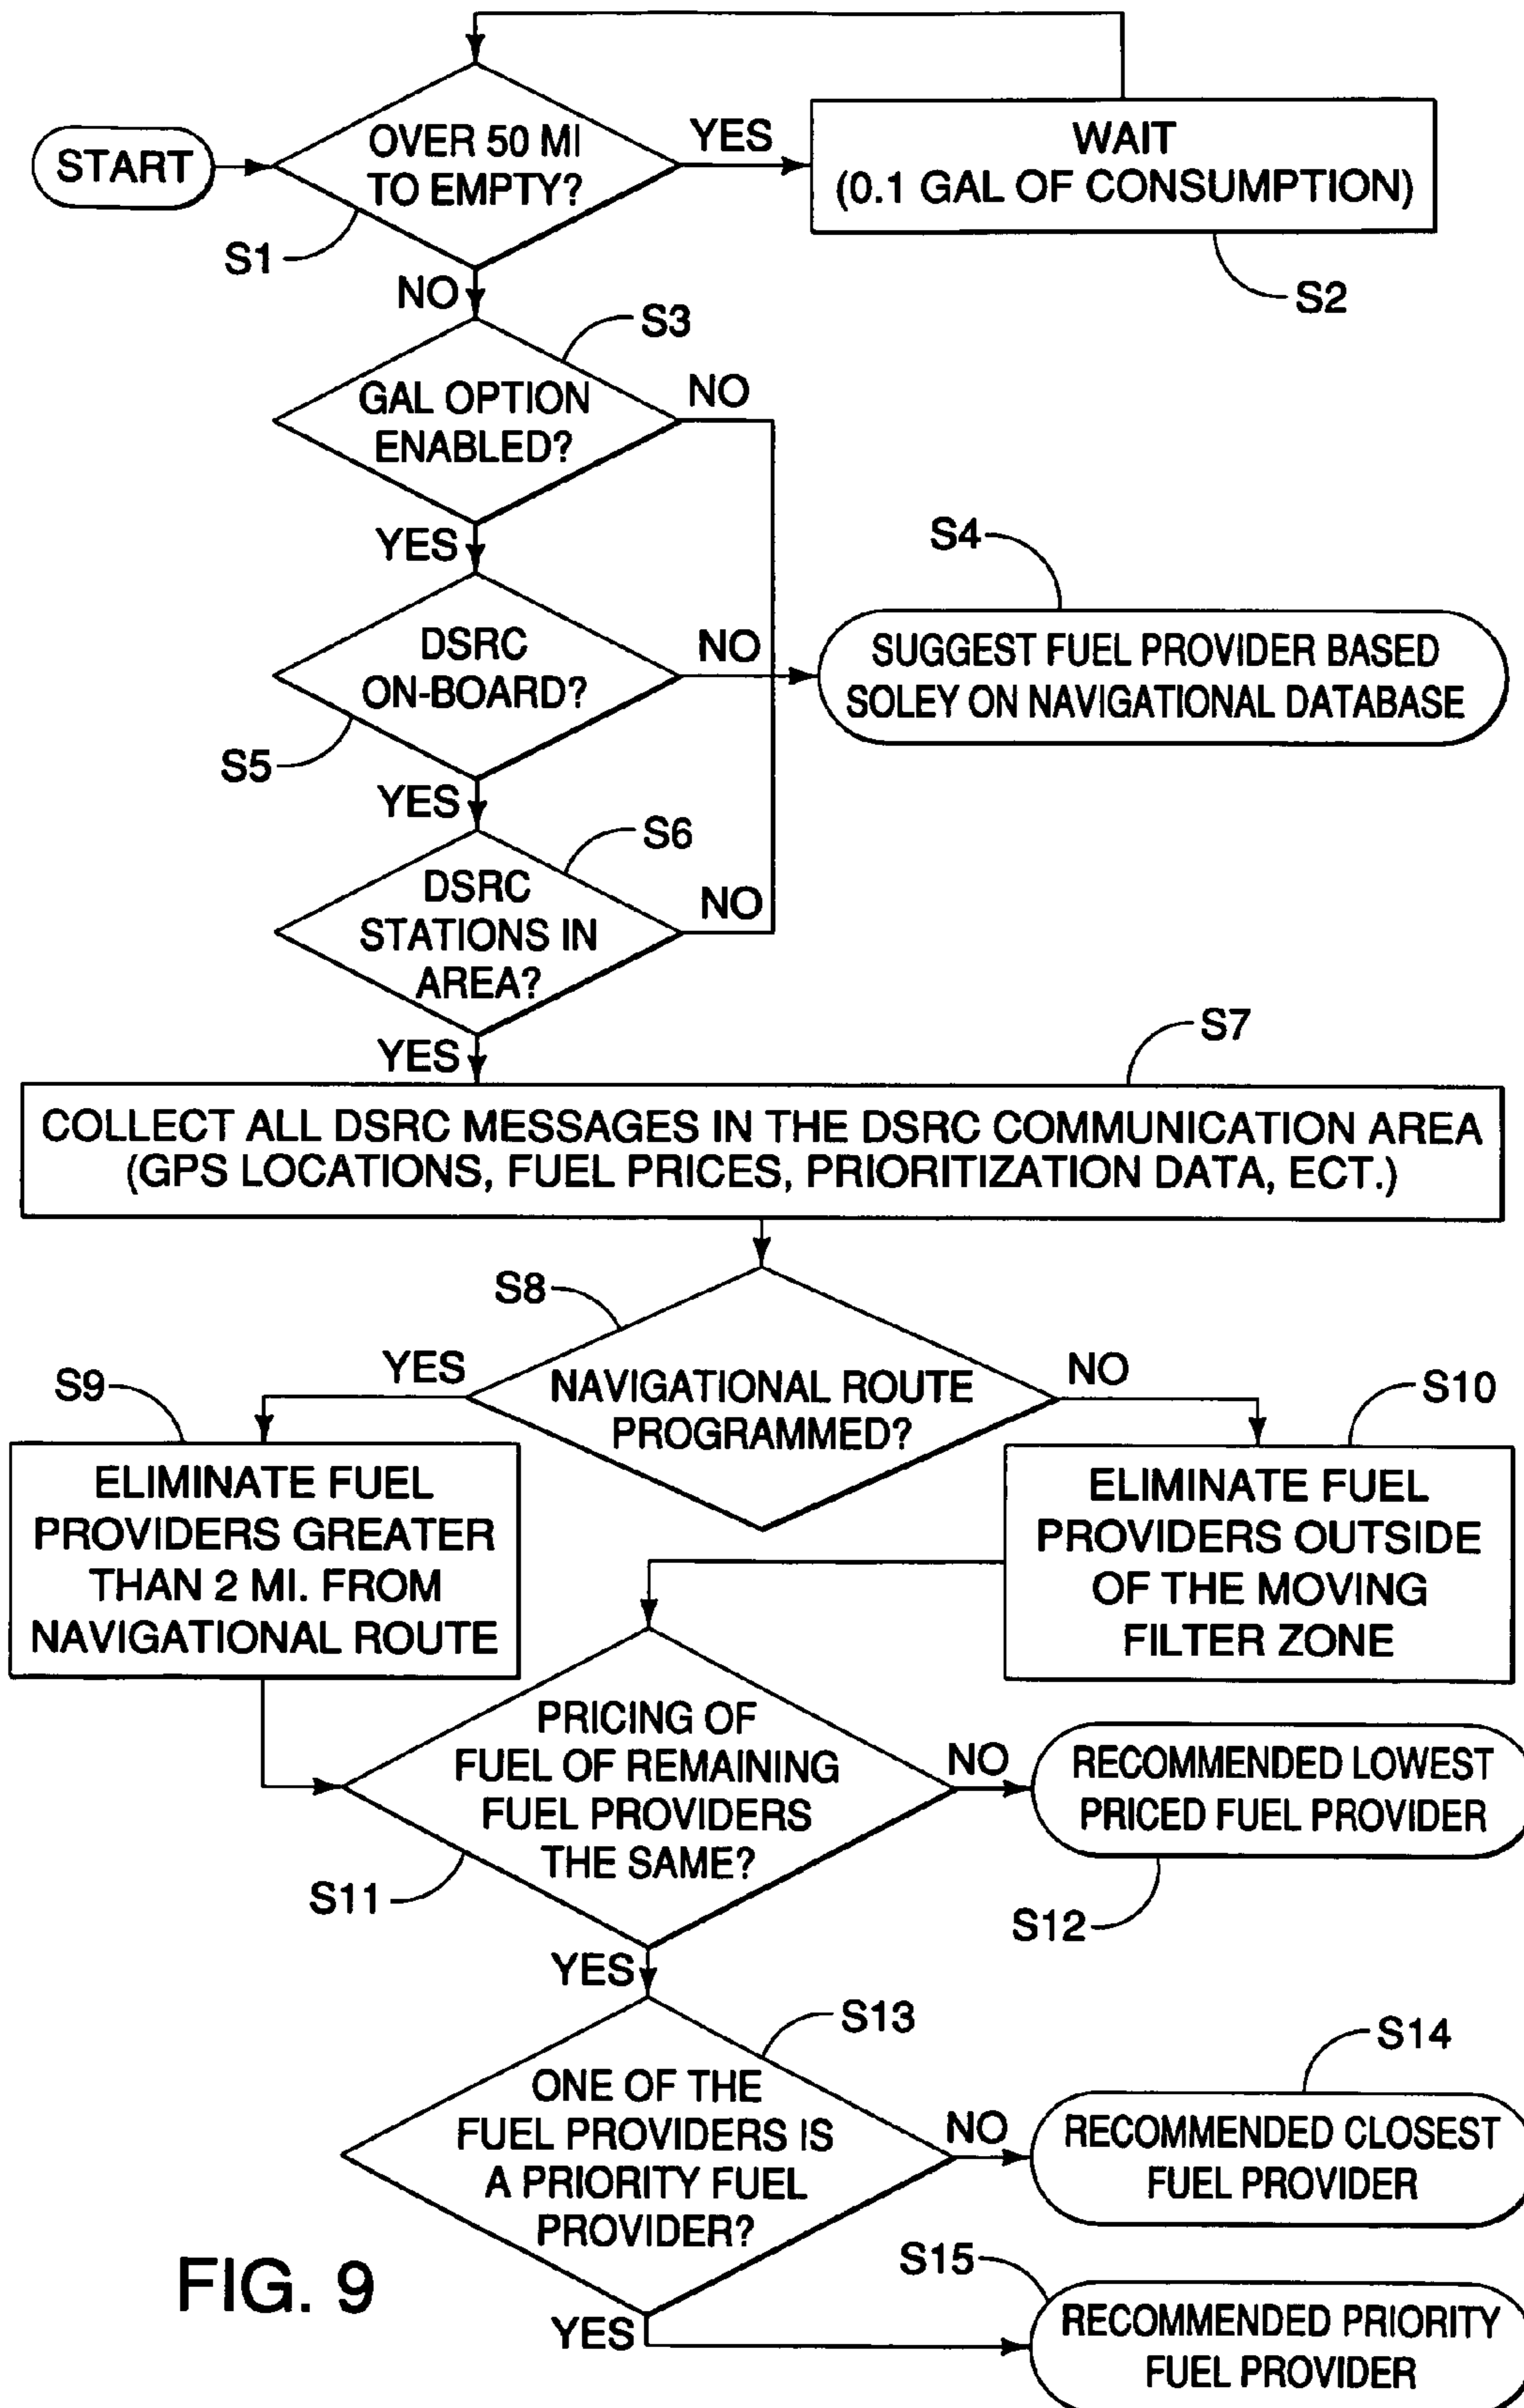 START
OVER 50 MI
TO EMPTY?
YES
WAIT
(0.1 GAL OF CONSUMPTION)
S1
S2
NO
S3
GAL OPTION
ENABLED?
NO
YES
S4
DSRC
ON-BOARD?
NO
SUGGEST FUEL PROVIDER BASED
SOLEY ON NAVIGATIONAL DATABASE
S5
YES
S6
DSRC
STATIONS IN
AREA?
NO
YES
S7
COLLECT ALL DSRC MESSAGES IN THE DSRC COMMUNICATION AREA
(GPS LOCATIONS, FUEL PRICES, PRIORITIZATION DATA, ECT.)
S8
NAVIGATIONAL ROUTE
PROGRAMMED?
YES
NO
S9
S10
ELIMINATE FUEL
PROVIDERS GREATER
THAN 2 MI. FROM
NAVIGATIONAL ROUTE
ELIMINATE FUEL
PROVIDERS OUTSIDE
OF THE MOVING
FILTER ZONE
PRICING OF
FUEL OF REMAINING
FUEL PROVIDERS
THE SAME?
NO
RECOMMENDED LOWEST
PRICED FUEL PROVIDER
S11
S12
YES
S13
S14
ONE OF THE
FUEL PROVIDERS IS
A PRIORITY FUEL
PROVIDER?
NO
RECOMMENDED CLOSEST
FUEL PROVIDER
S15
YES
RECOMMENDED PRIORITY
FUEL PROVIDER
FIG. 9